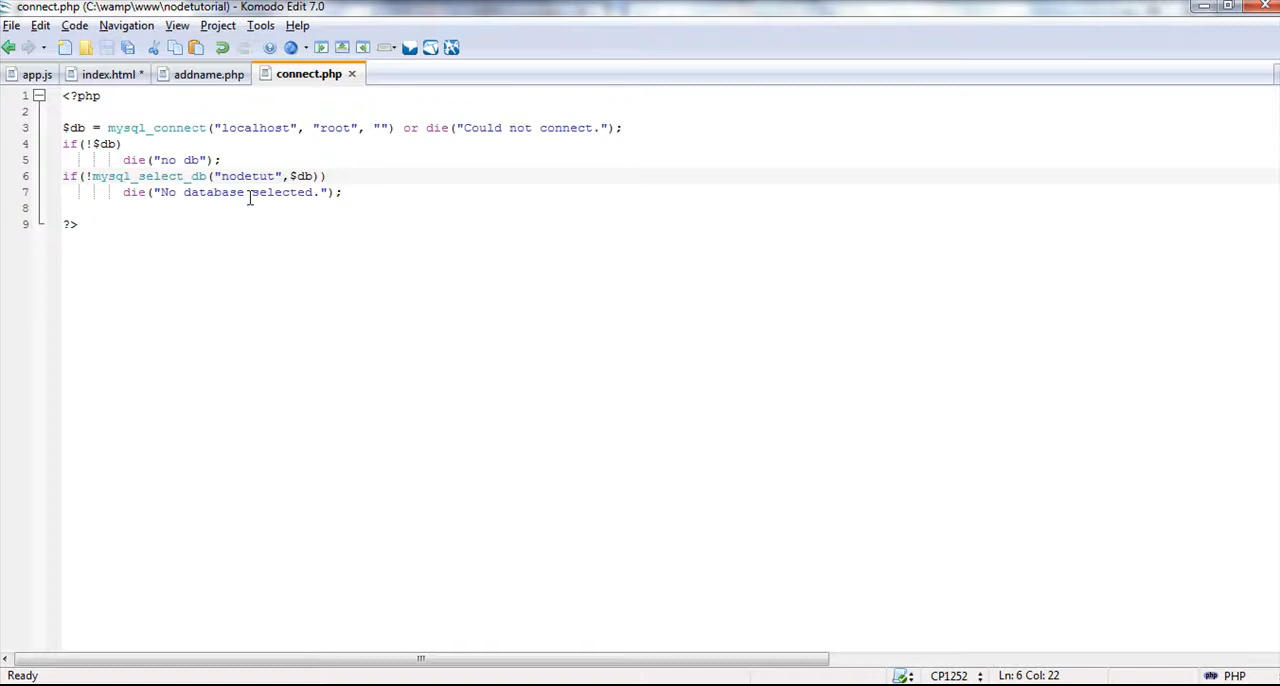 connect.php (C:\wamp\www\nodetutorial) - Komodo Edit 7.0
File Edit Code Navigation View Project Tools Help
app.js index.html * addname.php connect.php
1 <?php
2
3 $db = mysql_connect("localhost", "root", "") or die("Could not connect.");
4 if(!$db)
5 die("no db");
6 if(!mysql_select_db("nodetut",$db))
7 die("No database selected.");
8
9 ?>
Ready CP1252 Ln: 6 Col: 22 PHP